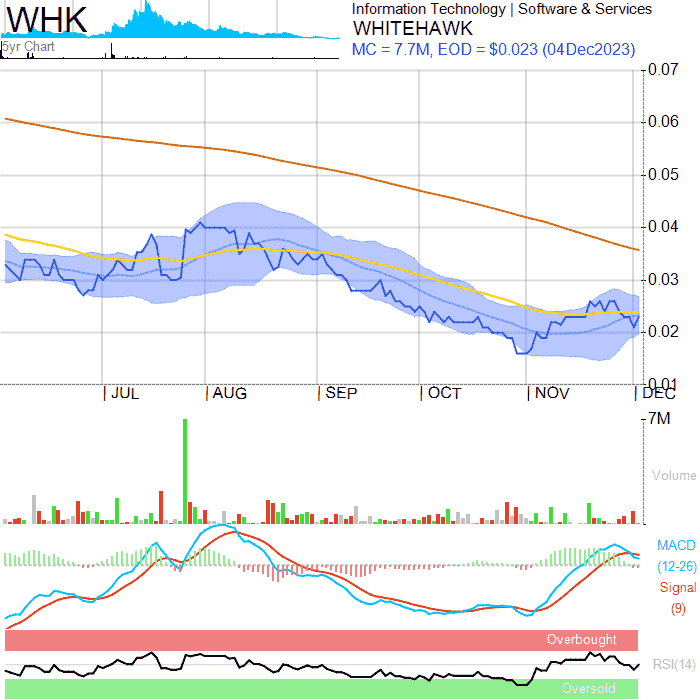 WHK
5yr Chart
Information Technology | Software & Services
WHITEHAWK
MC = 7.7M, EOD = $0.023 (04Dec2023)
0.07
0.06
0.05
0.04
0.03
0.02
0.01
| JUL | AUG | SEP | OCT | NOV | DEC
7M
Volume
MACD
(12-26)
Signal
(9)
Overbought
RSI(14)
Oversold